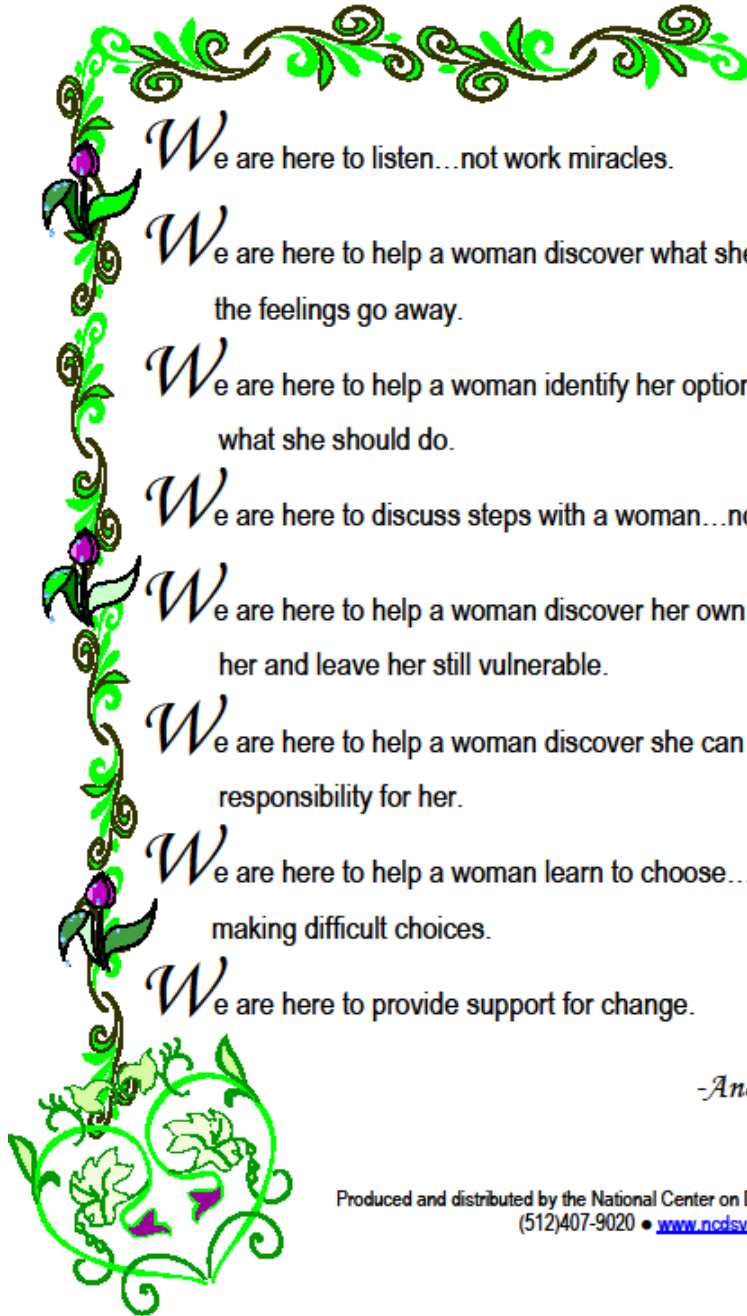 We are here to listen...not work miracles.
We are here to help a woman discover what she
the feelings go away.
We are here to help a woman identify her option
what she should do.
We are here to discuss steps with a woman...no
We are here to help a woman discover her own
her and leave her still vulnerable.
We are here to help a woman discover she can
responsibility for her.
We are here to help a woman learn to choose...
making difficult choices.
We are here to provide support for change.
-An
Produced and distributed by the National Center on
(512)407-9020 ● www.ncdsv